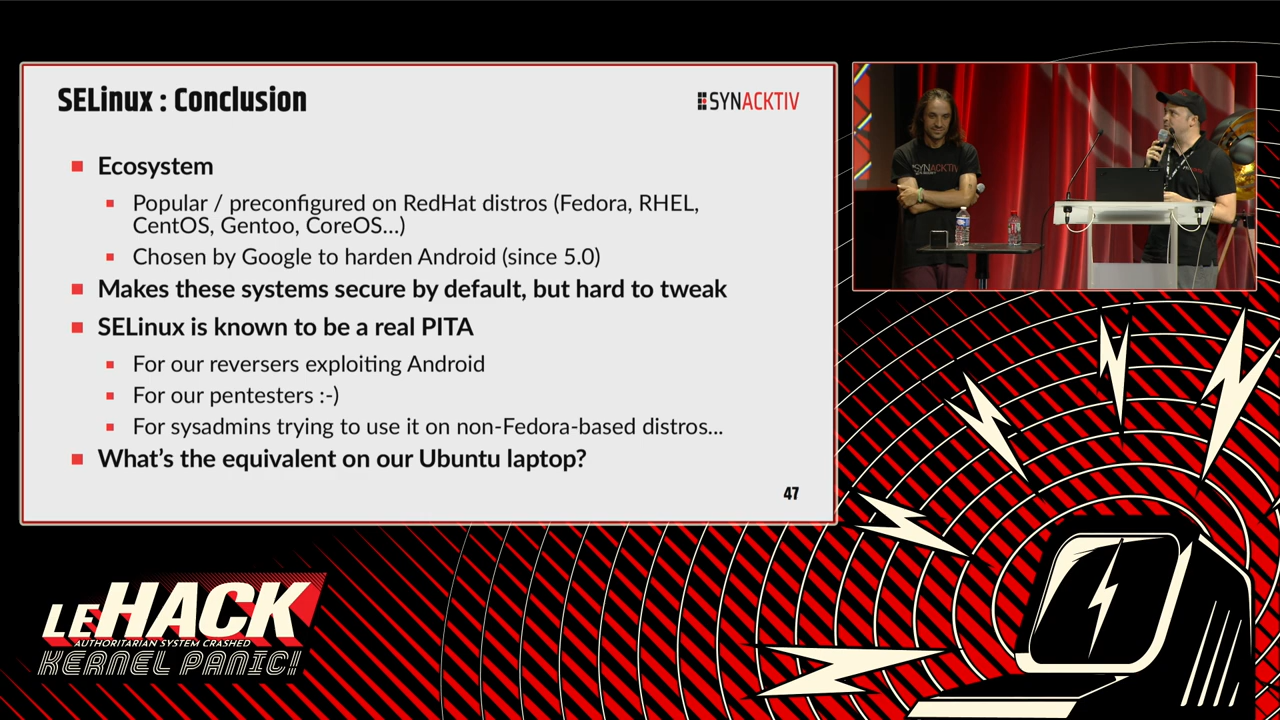 SELinux : Conclusion
SYNACKTIV
Ecosystem
Popular / preconfigured on RedHat distros (Fedora, RHEL,
CentOS, Gentoo, CoreOS...)
Chosen by Google to harden Android (since 5.0)
Makes these systems secure by default, but hard to tweak
SELinux is known to be a real PITA
For our reversers exploiting Android
For our pentesters :-)
For sysadmins trying to use it on non-Fedora-based distros...
What's the equivalent on our Ubuntu laptop?
47
SYNACKTIV
LEHACK
AUTHORITARIAN SYSTEM CRASHED
KERNEL PANIC!